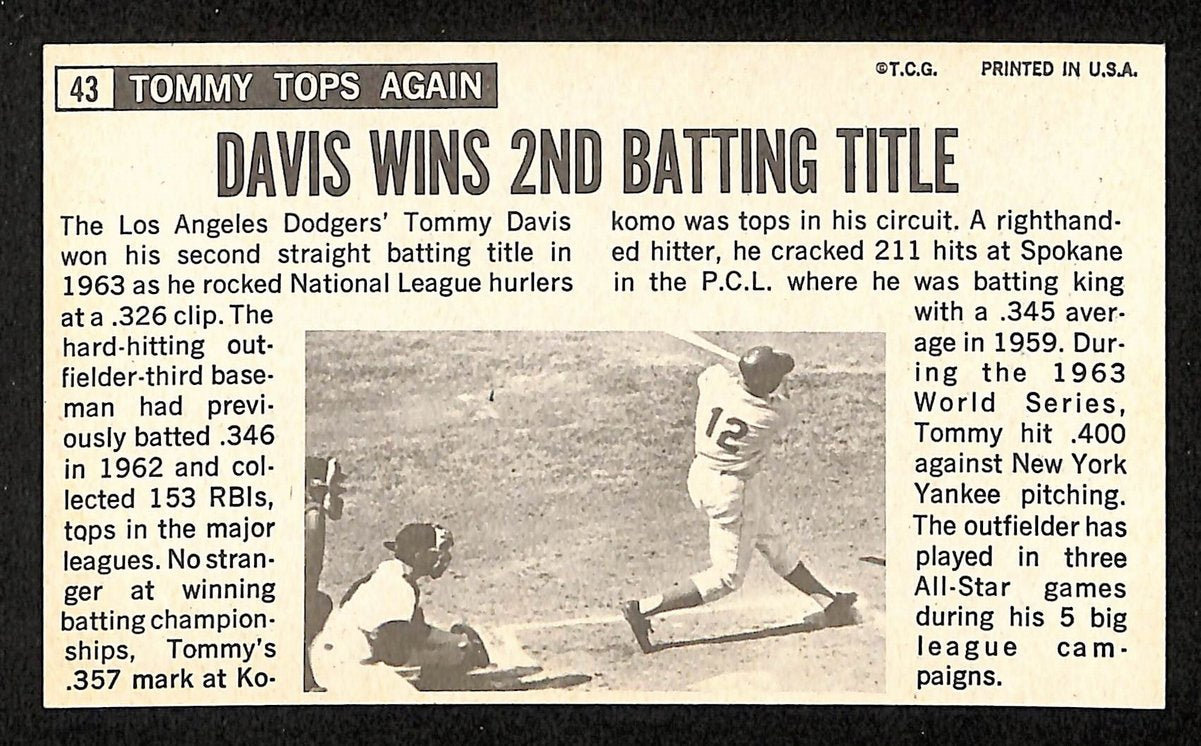 43 TOMMY TOPS AGAIN
©T.C.G. PRINTED IN U.S.A.
DAVIS WINS 2ND BATTING TITLE
The Los Angeles Dodgers' Tommy Davis
won his second straight batting title in
1963 as he rocked National League hurlers
at a .326 clip. The
hard-hitting out-
fielder-third base-
man had previ-
ously batted .346
in 1962 and col-
lected 153 RBIs,
tops in the major
leagues. No stran-
ger at winning
batting champion-
ships, Tommy's
.357 mark at Ko-
komo was tops in his circuit. A righthand-
ed hitter, he cracked 211 hits at Spokane
in the P.C.L. where he was batting king
with a .345 aver-
age in 1959. Dur-
ing the 1963
World Series,
Tommy hit .400
against New York
Yankee pitching.
The outfielder has
played in three
All-Star games
during his 5 big
league cam-
paigns.
12